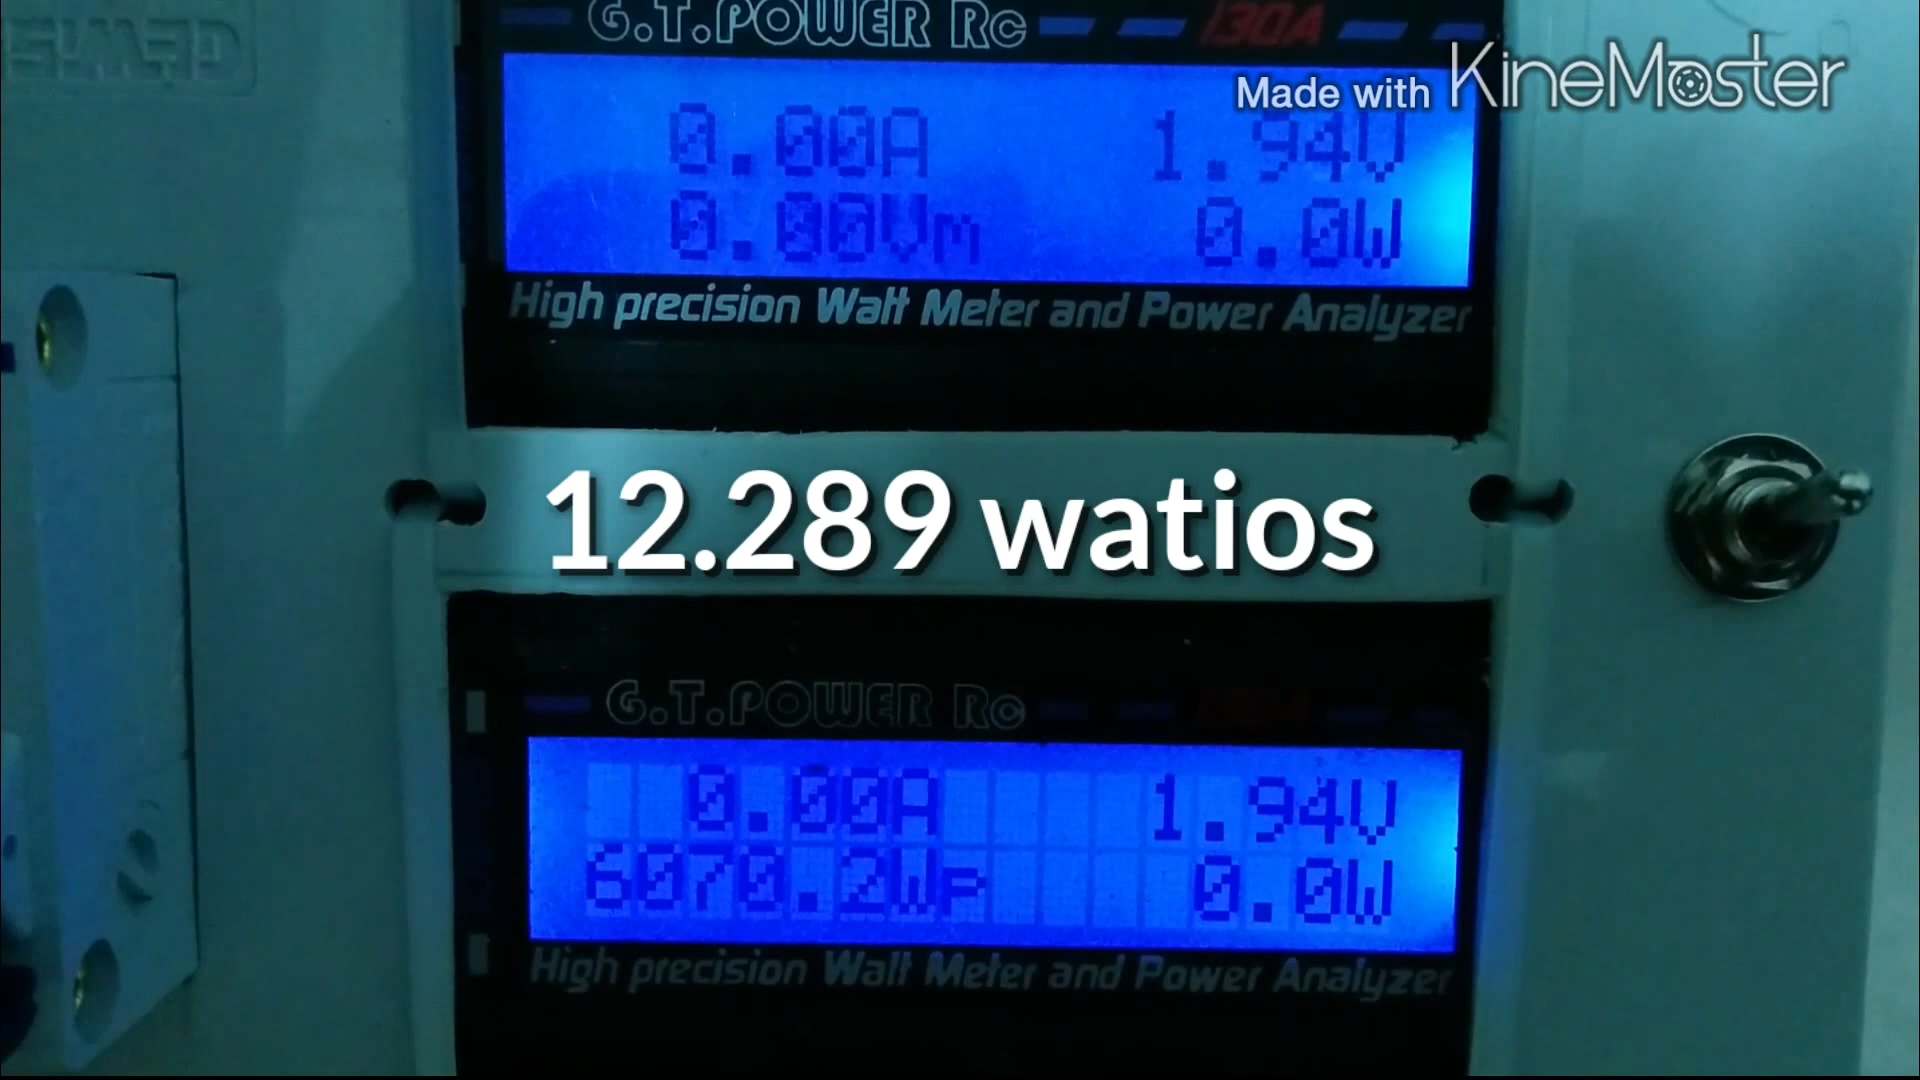 G.T.POWER RC 130A
Made with KineMaster
0.00A 1.94V
0.00Vm 0.0W
High precision Watt Meter and Power Analyzer
12.289 watios
G.T.POWER RC 130A
0.00A 1.94V
6070.2Wp 0.0W
High precision Watt Meter and Power Analyzer